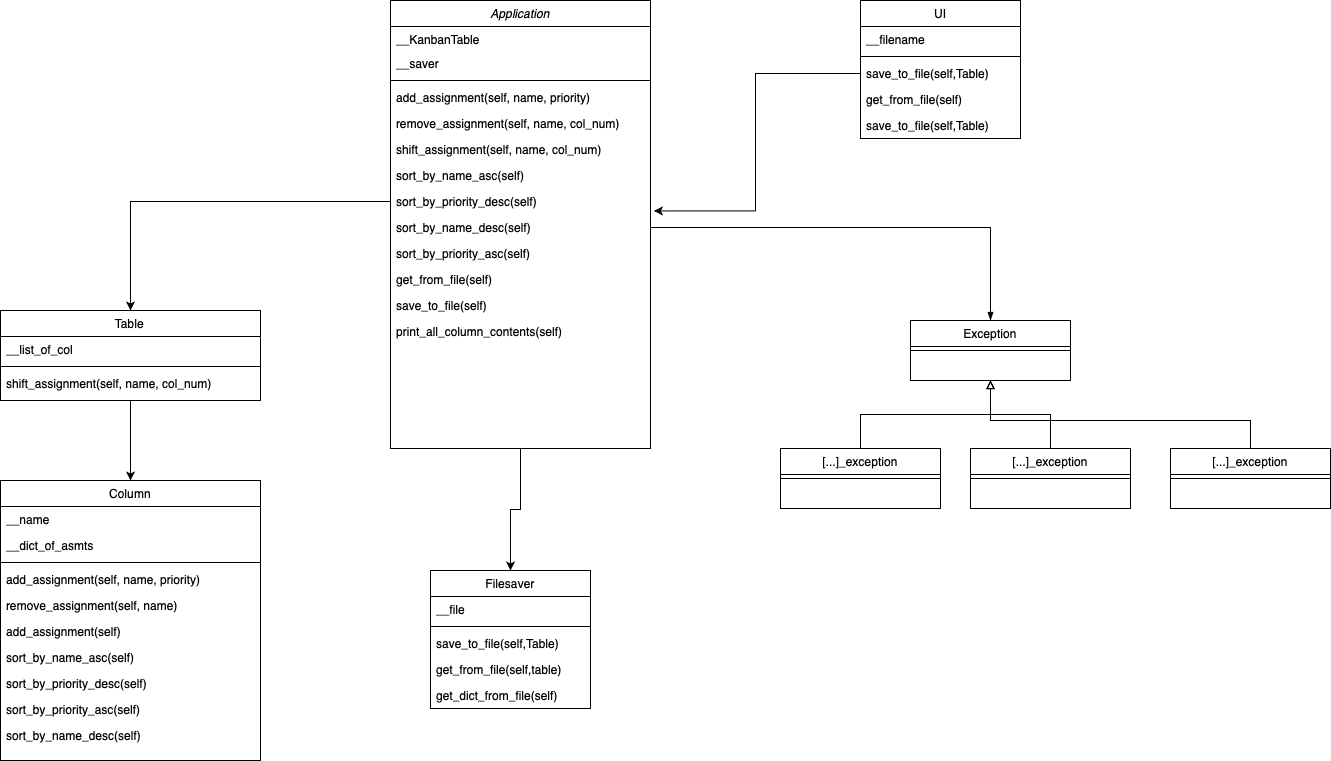 Application
__KanbanTable
__saver
add_assignment(self, name, priority)
remove_assignment(self, name, col_num)
shift_assignment(self, name, col_num)
sort_by_name_asc(self)
sort_by_priority_desc(self)
sort_by_name_desc(self)
sort_by_priority_asc(self)
get_from_file(self)
save_to_file(self)
print_all_column_contents(self)
UI
__filename
save_to_file(self,Table)
get_from_file(self)
save_to_file(self,Table)
Table
__list_of_col
shift_assignment(self, name, col_num)
Exception
[...]_exception
[...]_exception
[...]_exception
Column
__name
__dict_of_asmts
add_assignment(self, name, priority)
remove_assignment(self, name)
add_assignment(self)
sort_by_name_asc(self)
sort_by_priority_desc(self)
sort_by_priority_asc(self)
sort_by_name_desc(self)
Filesaver
__file
save_to_file(self,Table)
get_from_file(self,table)
get_dict_from_file(self)